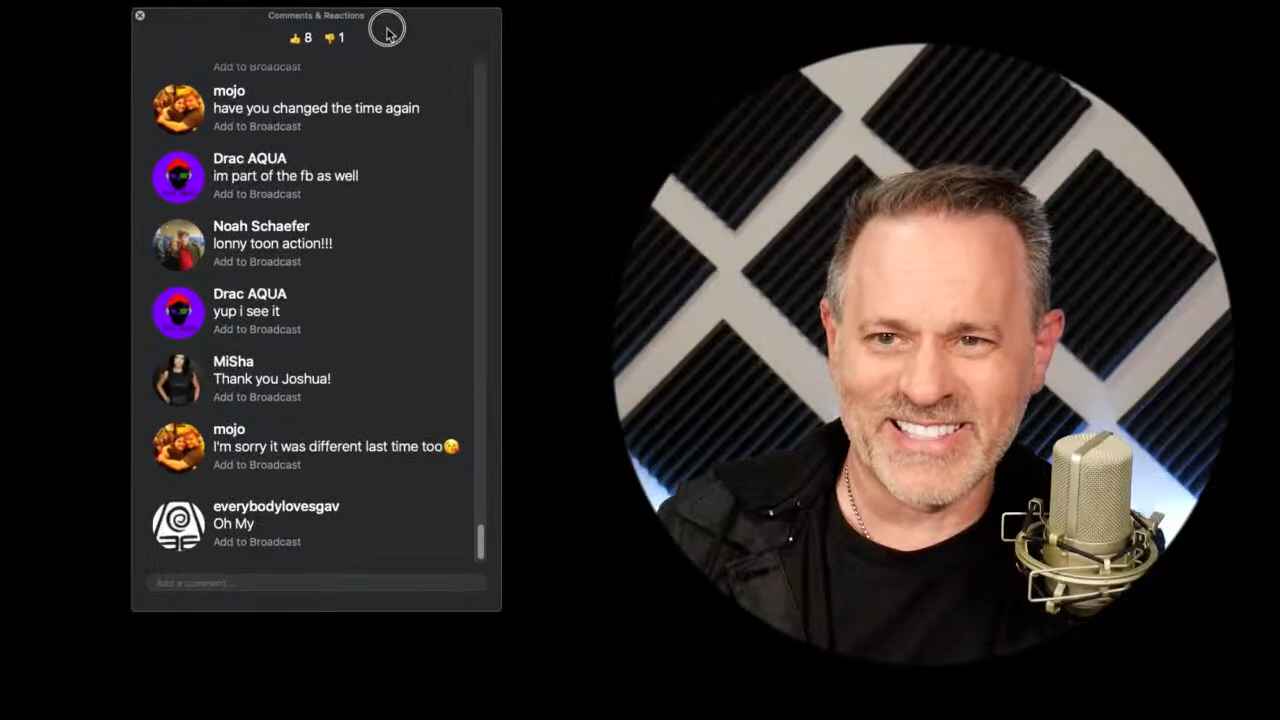 Comments & Reactions
👍 8 👎 1
Add to Broadcast
mojo
have you changed the time again
Add to Broadcast
Drac AQUA
im part of the fb as well
Add to Broadcast
Noah Schaefer
lonny toon action!!!
Add to Broadcast
Drac AQUA
yup i see it
Add to Broadcast
MiSha
Thank you Joshua!
Add to Broadcast
mojo
I'm sorry it was different last time too😘
Add to Broadcast
everybodylovesgav
Oh My
Add to Broadcast
Add a comment...